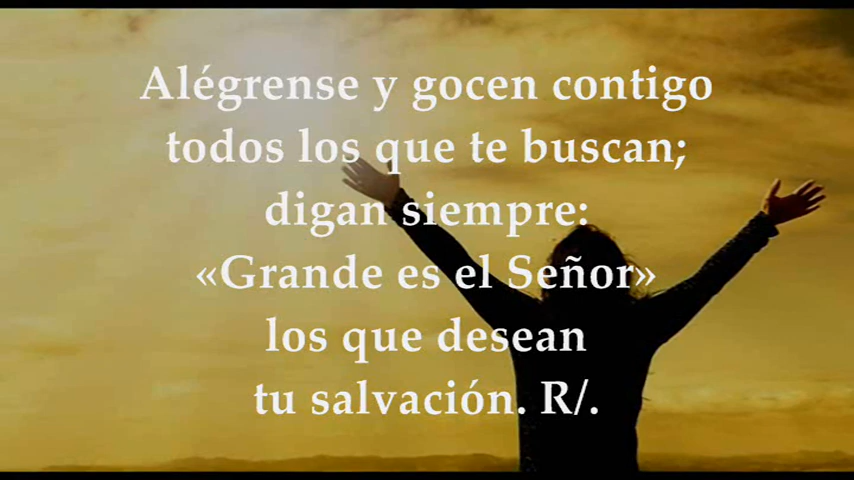 Alégrense y gocen contigo
todos los que te buscan;
digan siempre:
«Grande es el Señor»
los que desean
tu salvación. R/.